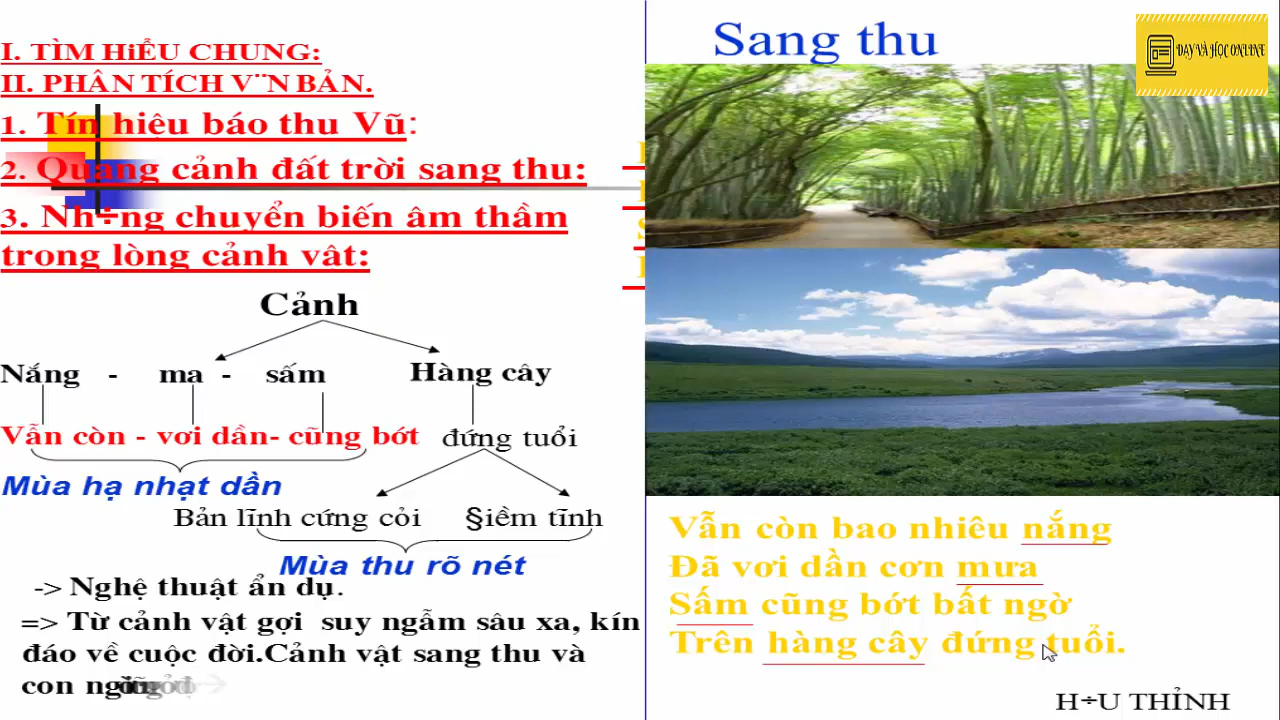 I. TÌM HiỂU CHUNG:
II. PHÂN TÍCH V¨N BẢN.
1. Tín hiệu báo thu Vũ:
2. Quang cảnh đất trời sang thu:
3. Nh÷ng chuyển biến âm thầm
trong lòng cảnh vật:
Cảnh
Nắng - ma - sấm Hàng cây
Vẫn còn - vơi dần- cũng bớt đứng tuổi
Mùa hạ nhạt dần
Bản lĩnh cứng cỏi §iềm tĩnh
Mùa thu rõ nét
-> Nghệ thuật ẩn dụ.
=> Từ cảnh vật gợi suy ngẫm sâu xa, kín
đáo về cuộc đời.Cảnh vật sang thu và
con
Sang thu
DẠY VÀ HỌC ONLINE
Vẫn còn bao nhiêu nắng
Đã vơi dần cơn mưa
Sấm cũng bớt bất ngờ
Trên hàng cây đứng tuổi.
H÷U THỈNH